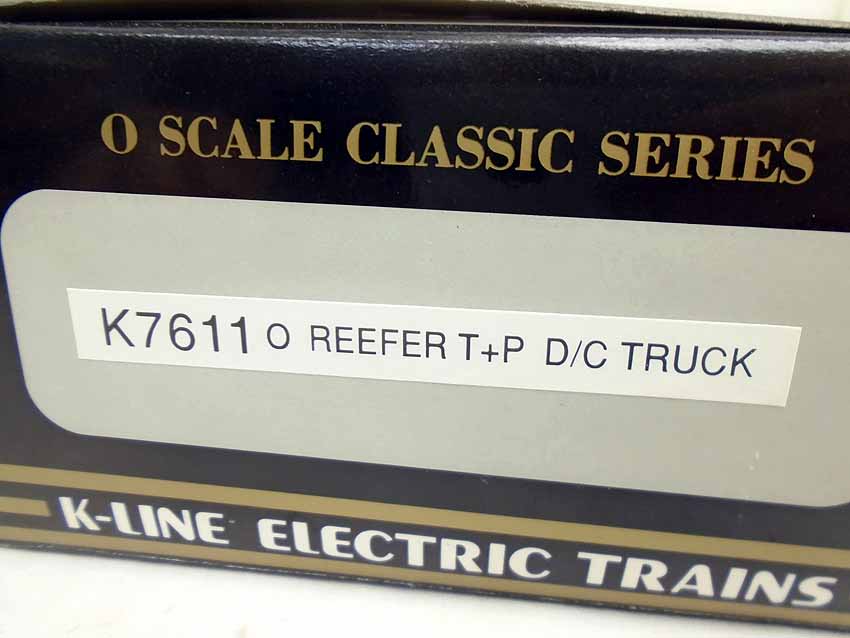 O SCALE CLASSIC SERIES
K7611 O REEFER T+P D/C TRUCK
K-LINE ELECTRIC TRAINS